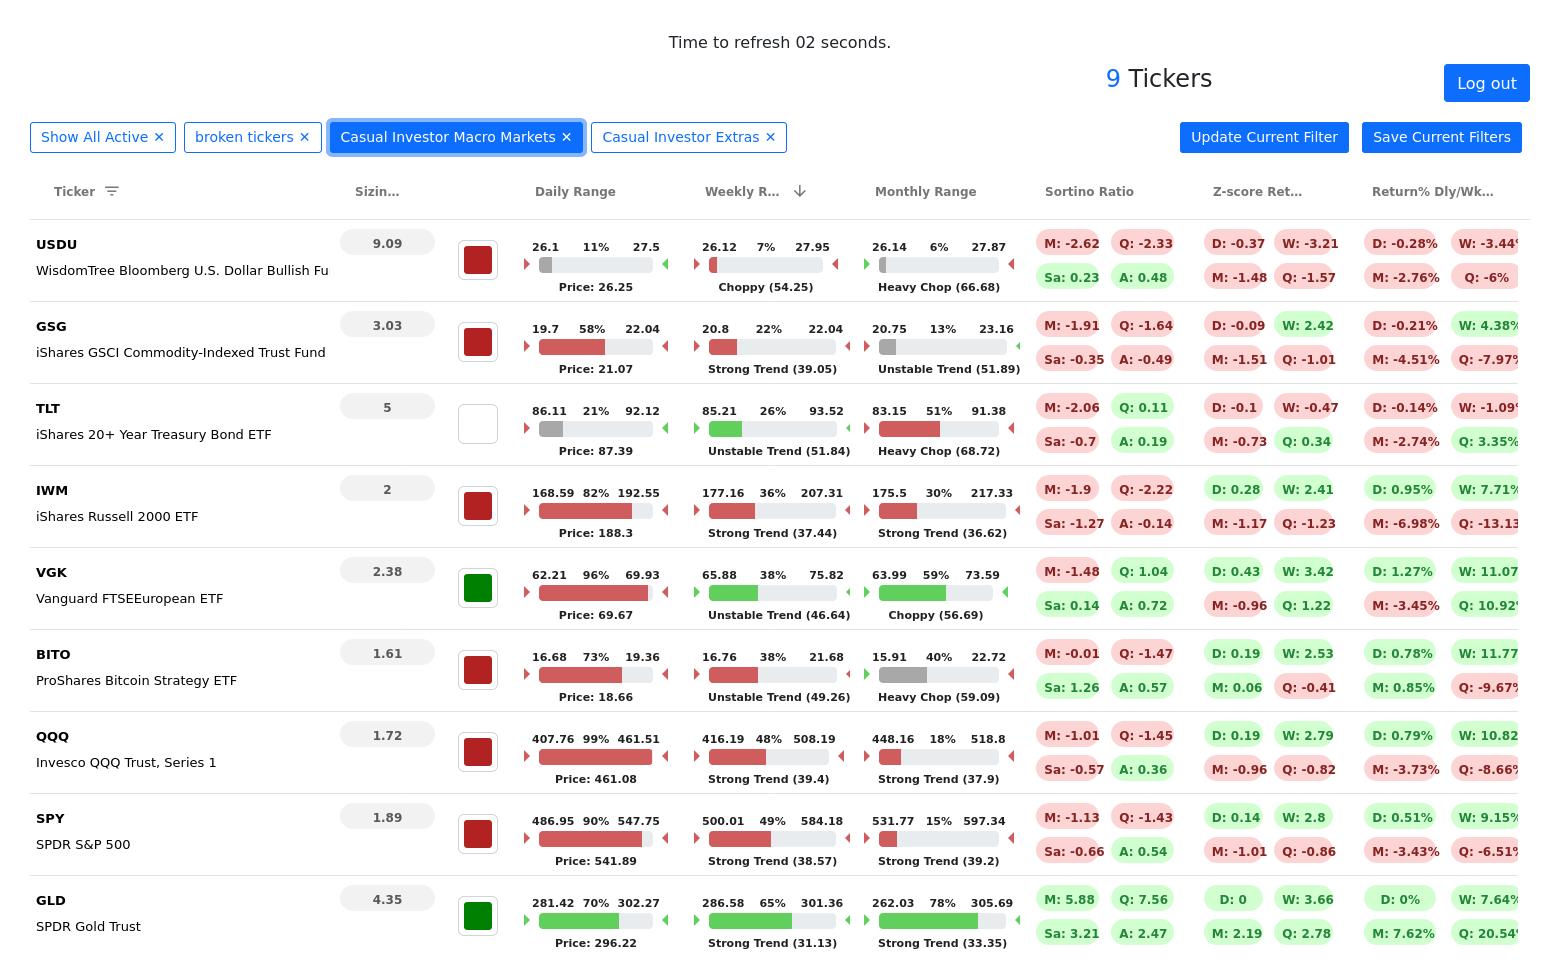 Time to refresh 02 seconds.
9 Tickers
Log out
Show All Active ✕ broken tickers ✕ Casual Investor Macro Markets ✕ Casual Investor Extras ✕ Update Current Filter Save Current Filters
Ticker Sizin... Daily Range Weekly R... Monthly Range Sortino Ratio Z-score Ret... Return% Dly/Wk...
USDU 9.09 26.1 11% 27.5 26.12 7% 27.95 26.14 6% 27.87 M: -2.62 Q: -2.33 D: -0.37 W: -3.21 D: -0.28% W: -3.44%
WisdomTree Bloomberg U.S. Dollar Bullish Fu Sa: 0.23 A: 0.48 M: -1.48 Q: -1.57 M: -2.76% Q: -6%
Price: 26.25 Choppy (54.25) Heavy Chop (66.68)
GSG 3.03 19.7 58% 22.04 20.8 22% 22.04 20.75 13% 23.16 M: -1.91 Q: -1.64 D: -0.09 W: 2.42 D: -0.21% W: 4.38%
iShares GSCI Commodity-Indexed Trust Fund Sa: -0.35 A: -0.49 M: -1.51 Q: -1.01 M: -4.51% Q: -7.97%
Price: 21.07 Strong Trend (39.05) Unstable Trend (51.89)
TLT 5 86.11 21% 92.12 85.21 26% 93.52 83.15 51% 91.38 M: -2.06 Q: 0.11 D: -0.1 W: -0.47 D: -0.14% W: -1.09%
iShares 20+ Year Treasury Bond ETF Sa: -0.7 A: 0.19 M: -0.73 Q: 0.34 M: -2.74% Q: 3.35%
Price: 87.39 Unstable Trend (51.84) Heavy Chop (68.72)
IWM 2 168.59 82% 192.55 177.16 36% 207.31 175.5 30% 217.33 M: -1.9 Q: -2.22 D: 0.28 W: 2.41 D: 0.95% W: 7.71%
iShares Russell 2000 ETF Sa: -1.27 A: -0.14 M: -1.17 Q: -1.23 M: -6.98% Q: -13.13
Price: 188.3 Strong Trend (37.44) Strong Trend (36.62)
VGK 2.38 62.21 96% 69.93 65.88 38% 75.82 63.99 59% 73.59 M: -1.48 Q: 1.04 D: 0.43 W: 3.42 D: 1.27% W: 11.07
Vanguard FTSEEuropean ETF Sa: 0.14 A: 0.72 M: -0.96 Q: 1.22 M: -3.45% Q: 10.92%
Price: 69.67 Unstable Trend (46.64) Choppy (56.69)
BITO 1.61 16.68 73% 19.36 16.76 38% 21.68 15.91 40% 22.72 M: -0.01 Q: -1.47 D: 0.19 W: 2.53 D: 0.78% W: 11.77
ProShares Bitcoin Strategy ETF Sa: 1.26 A: 0.57 M: 0.06 Q: -0.41 M: 0.85% Q: -9.67%
Price: 18.66 Unstable Trend (49.26) Heavy Chop (59.09)
QQQ 1.72 407.76 99% 461.51 416.19 48% 508.19 448.16 18% 518.8 M: -1.01 Q: -1.45 D: 0.19 W: 2.79 D: 0.79% W: 10.82
Invesco QQQ Trust, Series 1 Sa: -0.57 A: 0.36 M: -0.96 Q: -0.82 M: -3.73% Q: -8.66%
Price: 461.08 Strong Trend (39.4) Strong Trend (37.9)
SPY 1.89 486.95 90% 547.75 500.01 49% 584.18 531.77 15% 597.34 M: -1.13 Q: -1.43 D: 0.14 W: 2.8 D: 0.51% W: 9.15%
SPDR S&P 500 Sa: -0.66 A: 0.54 M: -1.01 Q: -0.86 M: -3.43% Q: -6.51%
Price: 541.89 Strong Trend (38.57) Strong Trend (39.2)
GLD 4.35 281.42 70% 302.27 286.58 65% 301.36 262.03 78% 305.69 M: 5.88 Q: 7.56 D: 0 W: 3.66 D: 0% W: 7.64%
SPDR Gold Trust Sa: 3.21 A: 2.47 M: 2.19 Q: 2.78 M: 7.62% Q: 20.54%
Price: 296.22 Strong Trend (31.13) Strong Trend (33.35)